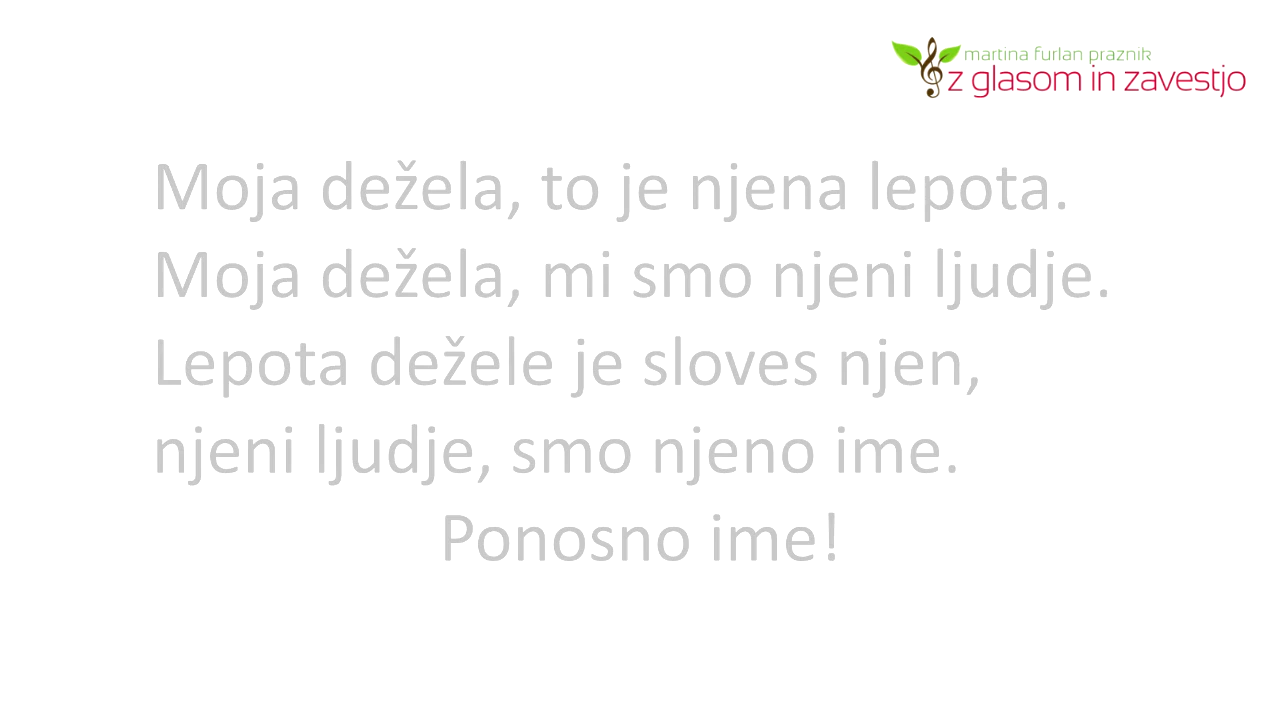 martina furlan praznik
z glasom in zavestjo
Moja dežela, to je njena lepota.
Moja dežela, mi smo njeni ljudje.
Lepota dežele je sloves njen,
njeni ljudje, smo njeno ime.
Ponosno ime!